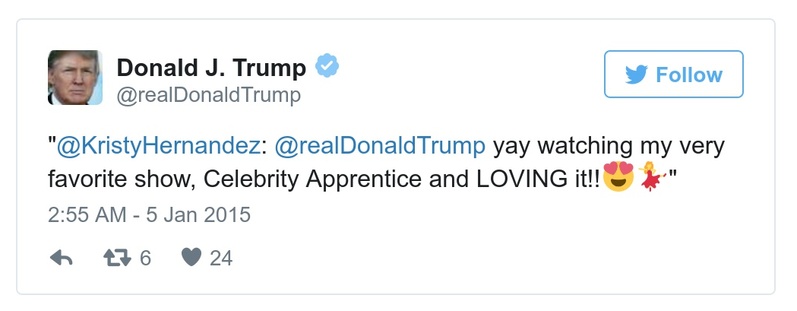 Donald J. Trump
Follow
@realDonaldTrump
"@KristyHernandez: @realDonaldTrump yay watching my very
favorite show, Celebrity Apprentice and LOVING it!!😍💃"
2:55 AM - 5 Jan 2015
6 24